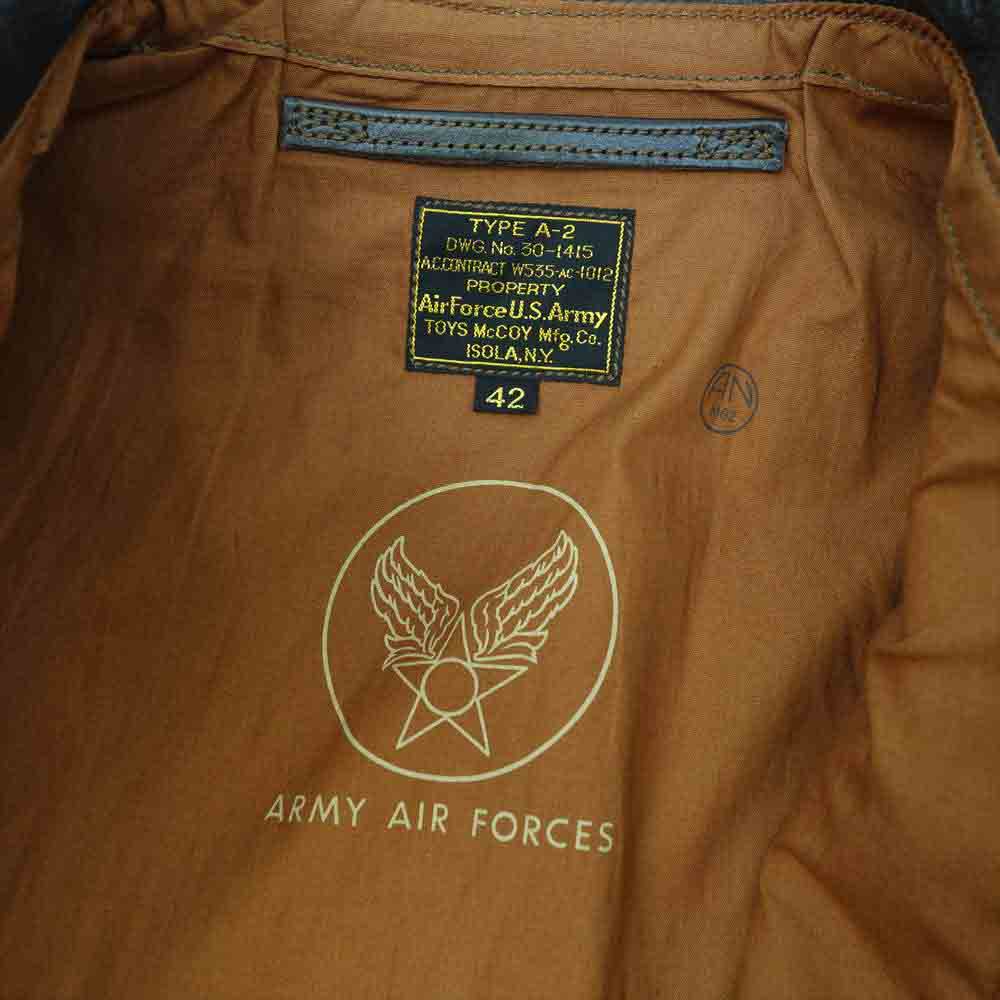 TYPE A-2
DWG. No. 30-1415
A.C.CONTRACT W535-AC-1012
PROPERTY
AirForce U.S.Army
TOYS McCOY Mfg.Co.
ISOLA,N.Y.
42
AN
M02
ARMY AIR FORCES